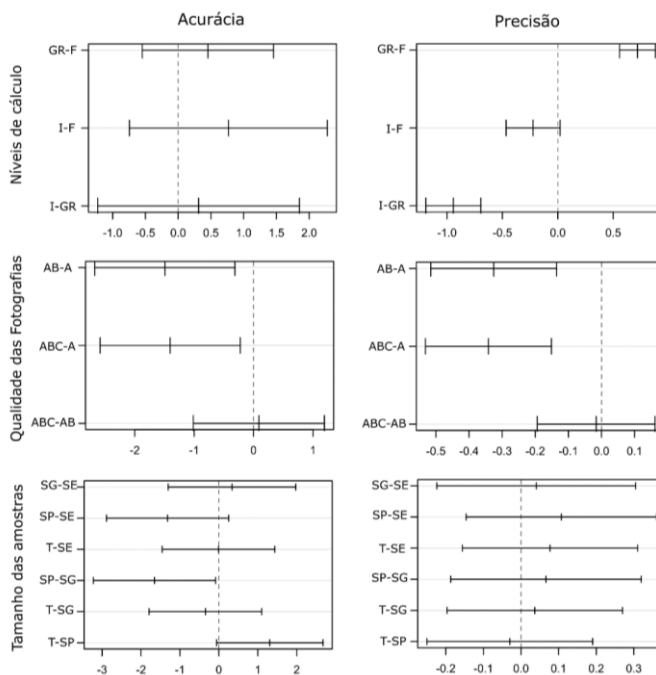 Acurácia
Precisão
Níveis de cálculo
GR-F
I-F
I-GR
-1.0 -0.5 0.0 0.5 1.0 1.5 2.0
GR-F
I-F
I-GR
-1.0 -0.5 0.0 0.5
Qualidade das Fotografias
AB-A
ABC-A
ABC-AB
-2 -1 0 1
AB-A
ABC-A
ABC-AB
-0.5 -0.4 -0.3 -0.2 -0.1 0.0 0.1
Tamanho das amostras
SG-SE
SP-SE
T-SE
SP-SG
T-SG
T-SP
-3 -2 -1 0 1 2
SG-SE
SP-SE
T-SE
SP-SG
T-SG
T-SP
-0.2 -0.1 0.0 0.1 0.2 0.3